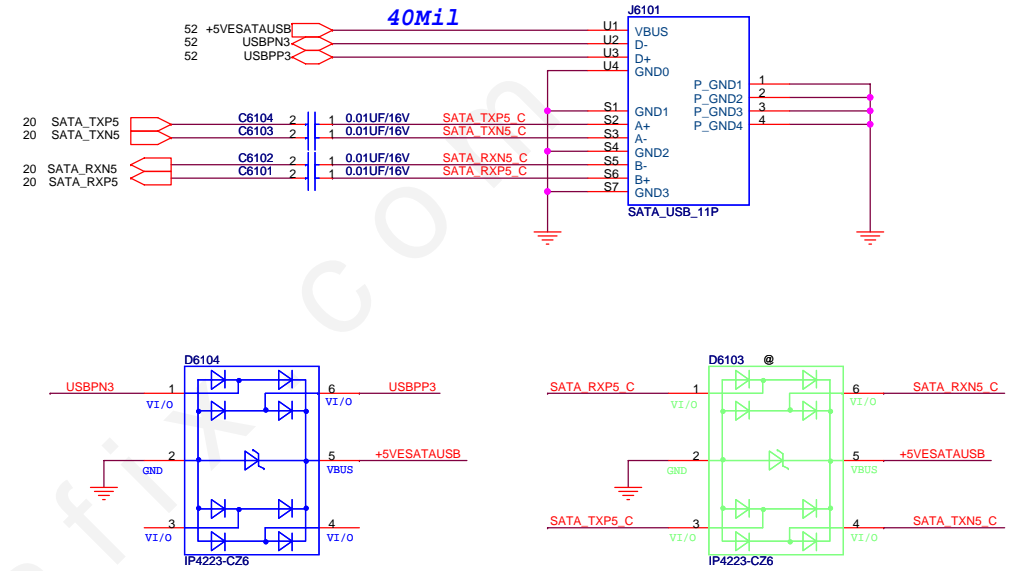 40Mil
J6101
52 +5VESATAUSB U1 VBUS
52 USBPN3 U2 D-
52 USBPP3 U3 D+
U4 GND0
P_GND1 1
P_GND2 2
P_GND3 3
P_GND4 4
S1 GND1
20 SATA_TXP5 C6104 2 1 0.01UF/16V SATA_TXP5_C S2 A+
20 SATA_TXN5 C6103 2 1 0.01UF/16V SATA_TXN5_C S3 A-
S4 GND2
20 SATA_RXN5 C6102 2 1 0.01UF/16V SATA_RXN5_C S5 B-
20 SATA_RXP5 C6101 2 1 0.01UF/16V SATA_RXP5_C S6 B+
S7 GND3
SATA_USB_11P
D6104
USBPN3 1 6 USBPP3
VI/O VI/O
2 5 +5VESATAUSB
GND VBUS
3 4
VI/O VI/O
IP4223-CZ6
D6103 @
SATA_RXP5_C 1 6 SATA_RXN5_C
VI/O VI/O
2 5 +5VESATAUSB
GND VBUS
SATA_TXP5_C 3 4 SATA_TXN5_C
VI/O VI/O
IP4223-CZ6
fix.com